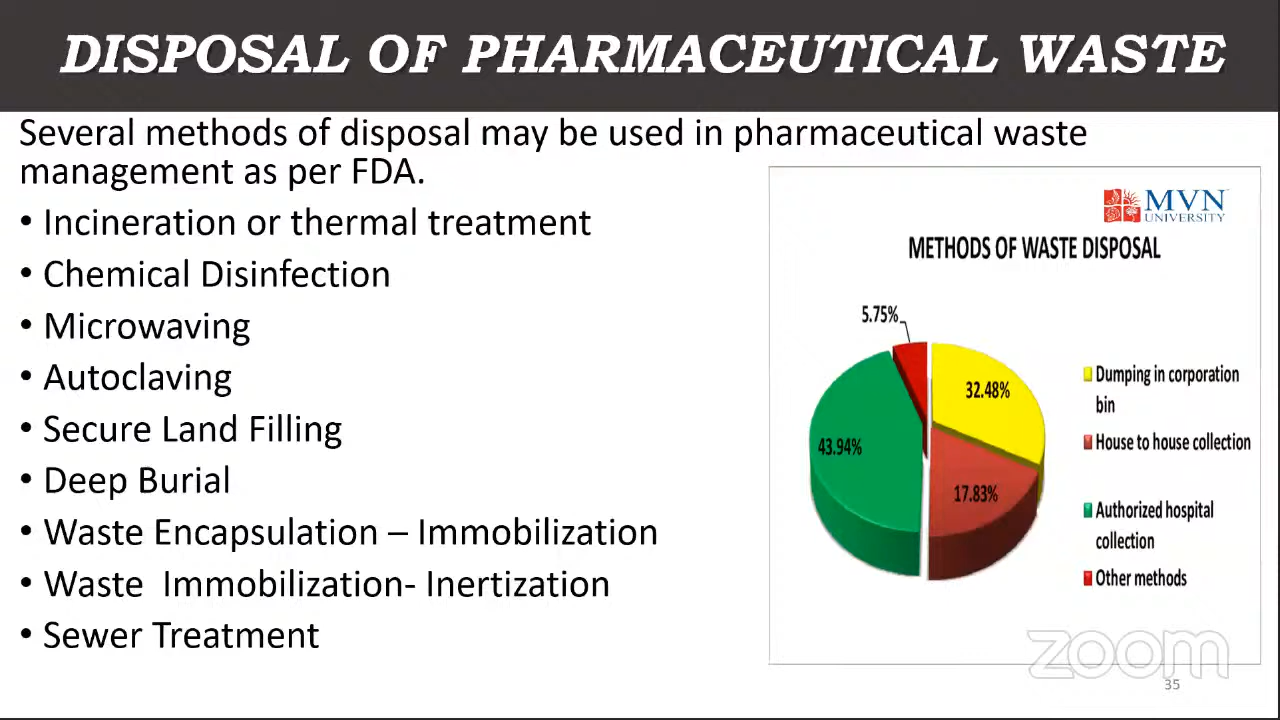 DISPOSAL OF PHARMACEUTICAL WASTE
Several methods of disposal may be used in pharmaceutical waste
management as per FDA.
• Incineration or thermal treatment
• Chemical Disinfection
• Microwaving
• Autoclaving
• Secure Land Filling
• Deep Burial
• Waste Encapsulation – Immobilization
• Waste  Immobilization- Inertization
• Sewer Treatment
MVN
UNIVERSITY
METHODS OF WASTE DISPOSAL
5.75%
32.48%
43.94%
17.83%
Dumping in corporation
bin
House to house collection
Authorized hospital
collection
Other methods
zoom
35